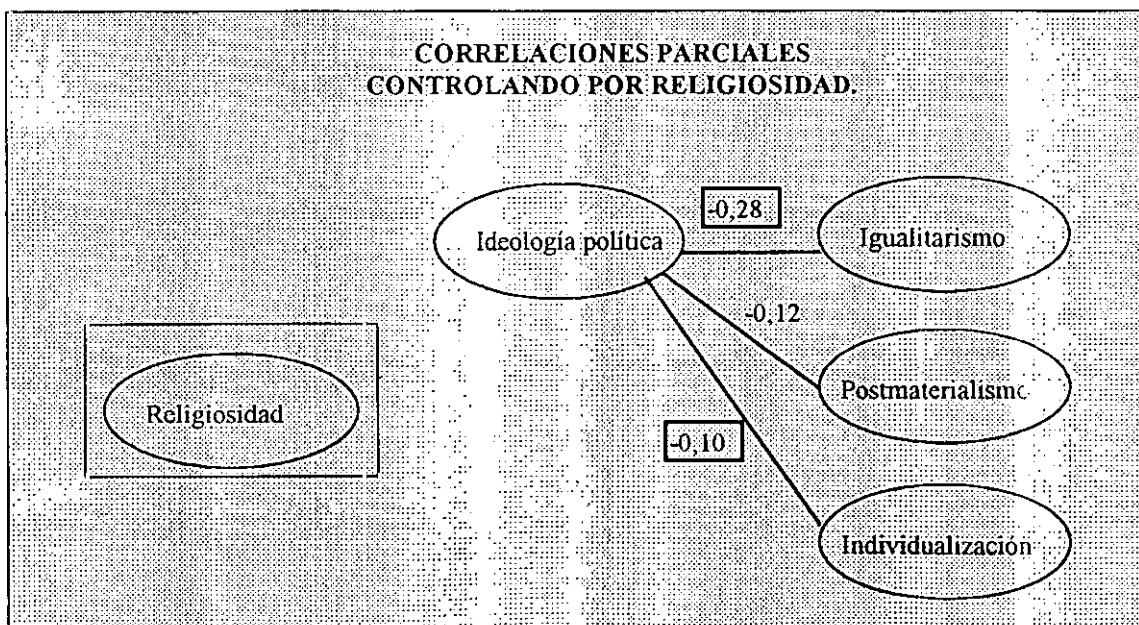 CORRELACIONES PARCIALES
CONTROLANDO POR RELIGIOSIDAD.
-0,28
Ideología política
Igualitarismo
-0,12
Postmaterialismo
Religiosidad
-0,10
Individualización